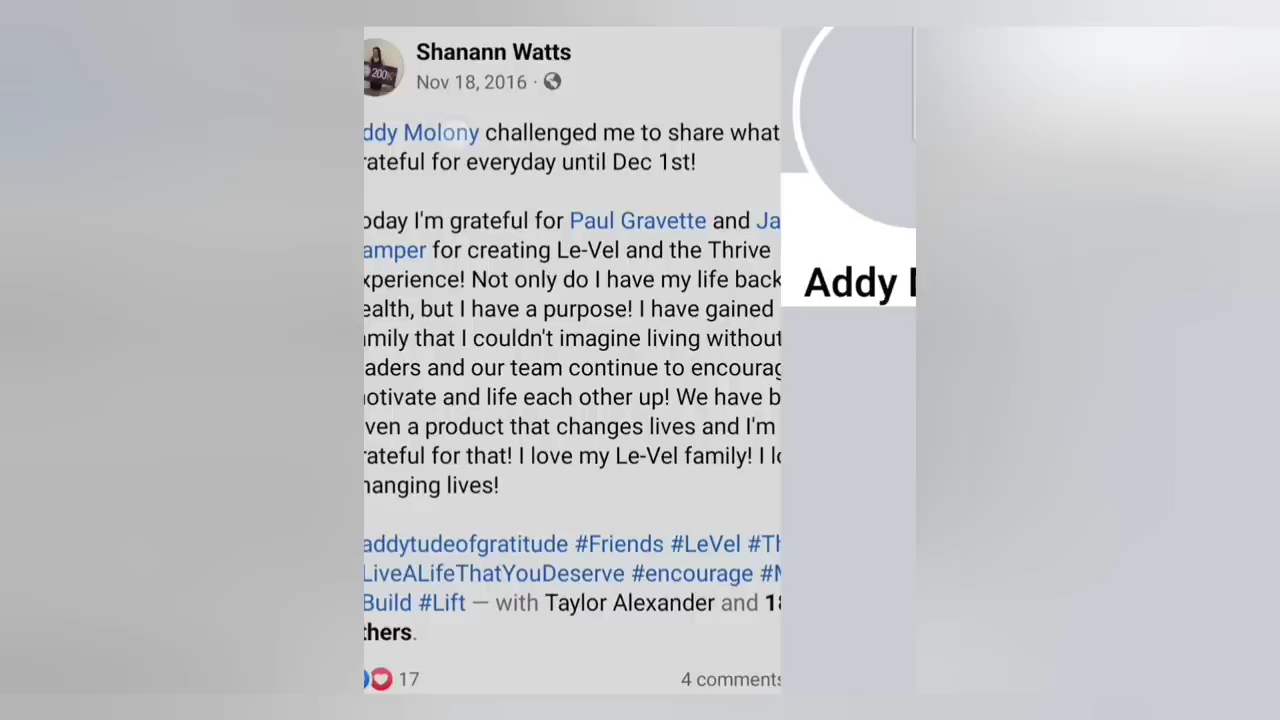 Shanann Watts
Nov 18, 2016 ·
ddy Molony challenged me to share what
rateful for everyday until Dec 1st!
oday I'm grateful for Paul Gravette and Ja
amper for creating Le-Vel and the Thrive
xperience! Not only do I have my life back
ealth, but I have a purpose! I have gained
mily that I couldn't imagine living without
aders and our team continue to encourag
otivate and life each other up! We have b
ven a product that changes lives and I'm
rateful for that! I love my Le-Vel family! I lo
hanging lives!
addytudeofgratitude #Friends #LeVel #Th
LiveALifeThatYouDeserve #encourage #M
Build #Lift — with Taylor Alexander and 18
thers.
17 4 comments
Addy
200